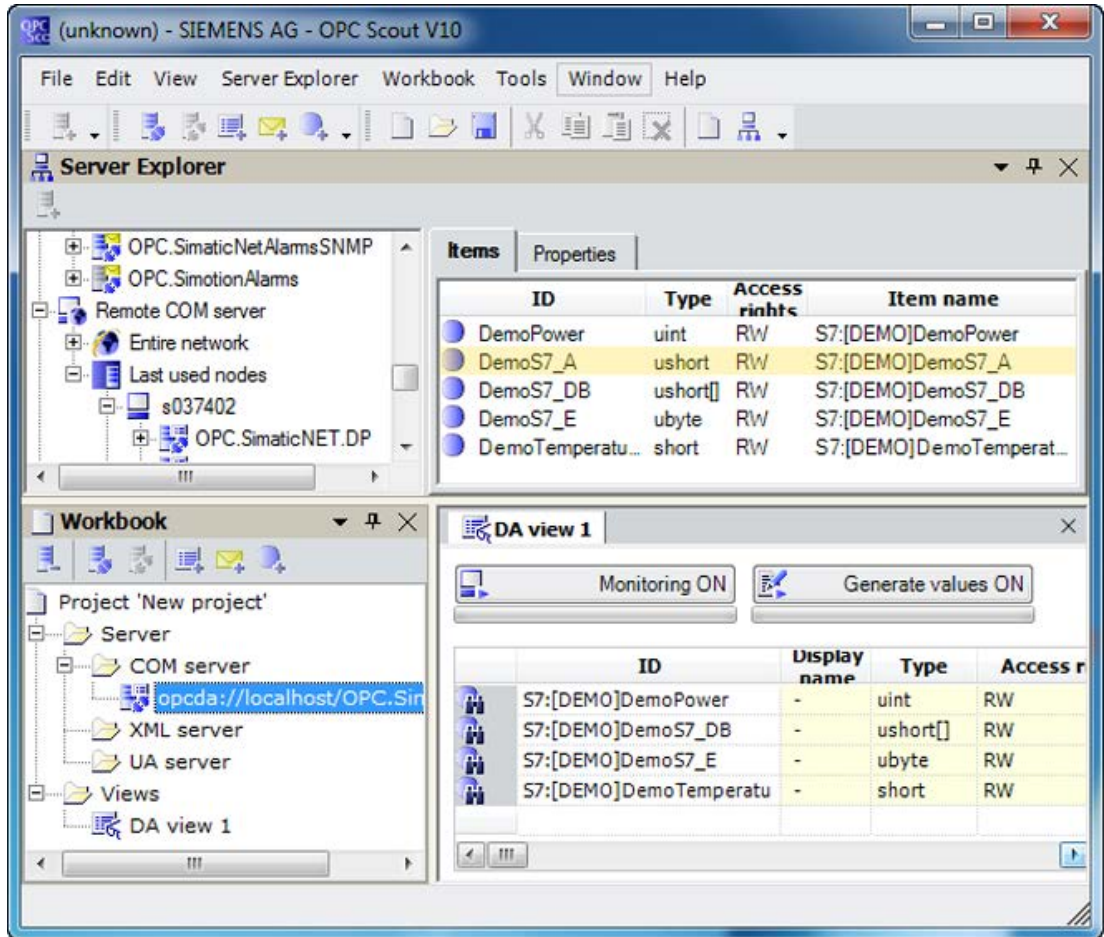 (unknown) - SIEMENS AG - OPC Scout V10
File Edit View Server Explorer Workbook Tools Window Help
Server Explorer
OPC.SimaticNetAlarmsSNMP
OPC.SimotionAlarms
Remote COM server
Entire network
Last used nodes
s037402
OPC.SimaticNET.DP
Items Properties
ID Type Access rights Item name
DemoPower uint RW S7:[DEMO]DemoPower
DemoS7_A ushort RW S7:[DEMO]DemoS7_A
DemoS7_DB ushort[] RW S7:[DEMO]DemoS7_DB
DemoS7_E ubyte RW S7:[DEMO]DemoS7_E
DemoTemperatu... short RW S7:[DEMO]DemoTemperat...
Workbook
Project 'New project'
Server
COM server
opcda://localhost/OPC.Sim
XML server
UA server
Views
DA view 1
DA view 1
Monitoring ON Generate values ON
ID Display name Type Access r
S7:[DEMO]DemoPower - uint RW
S7:[DEMO]DemoS7_DB - ushort[] RW
S7:[DEMO]DemoS7_E - ubyte RW
S7:[DEMO]DemoTemperatu - short RW